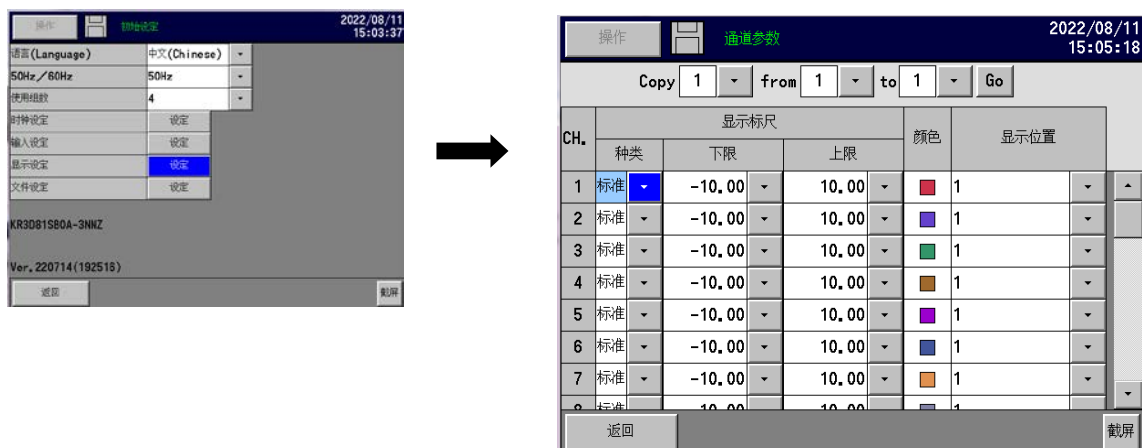 操作 初始设定 2022/08/11 15:03:37
语言(Language) 中文(Chinese)
50Hz/60Hz 50Hz
使用组数 4
时钟设定 设定
输入设定 设定
显示设定 设定
文件设定 设定
KR3D81SB0A-3NNZ
Ver.220714(192516)
返回 截屏
操作 通道参数 2022/08/11 15:05:18
Copy 1 from 1 to 1 Go
CH. 显示标尺 颜色 显示位置
种类 下限 上限
1 标准 -10.00 10.00 1
2 标准 -10.00 10.00 1
3 标准 -10.00 10.00 1
4 标准 -10.00 10.00 1
5 标准 -10.00 10.00 1
6 标准 -10.00 10.00 1
7 标准 -10.00 10.00 1
返回 截屏